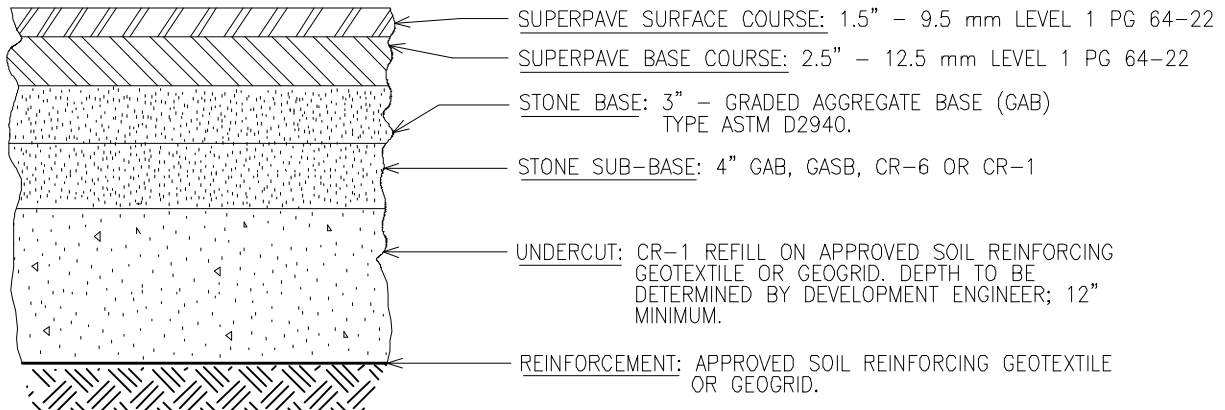 SUPERPAVE SURFACE COURSE: 1.5" – 9.5 mm LEVEL 1 PG 64–22
SUPERPAVE BASE COURSE: 2.5" – 12.5 mm LEVEL 1 PG 64–22
STONE BASE: 3" – GRADED AGGREGATE BASE (GAB)
TYPE ASTM D2940.
STONE SUB–BASE: 4" GAB, GASB, CR–6 OR CR–1
UNDERCUT: CR–1 REFILL ON APPROVED SOIL REINFORCING
GEOTEXTILE OR GEOGRID. DEPTH TO BE
DETERMINED BY DEVELOPMENT ENGINEER; 12"
MINIMUM.
REINFORCEMENT: APPROVED SOIL REINFORCING GEOTEXTILE
OR GEOGRID.